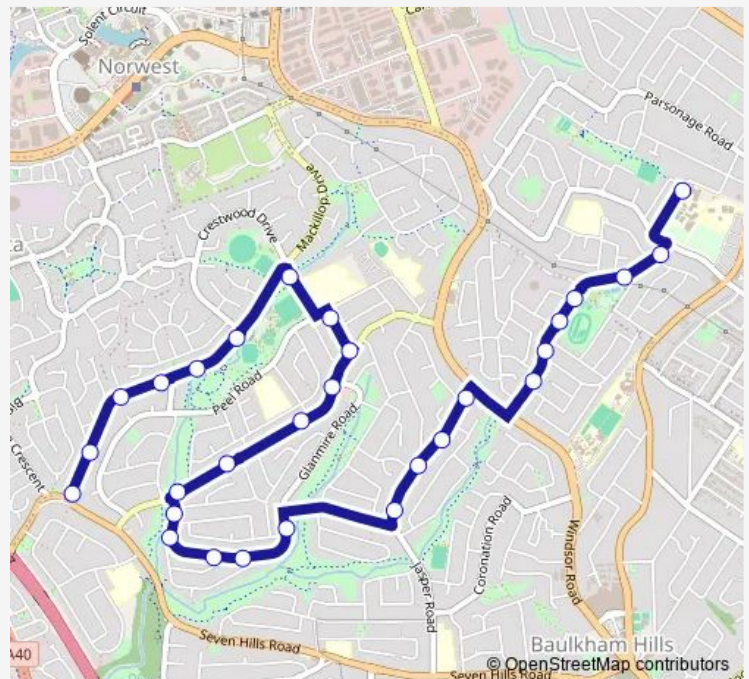 Solent Circuit
Norwest
Parsonage Road
Mackillop Drive
Crestwood Drive
Peel Road
Crescent
Glanmire Road
Coronation Road
Windsor Road
Jasper Road
A40
Seven Hills Road
Baulkham Hills
© OpenStreetMap contributors
Seven Hills Road